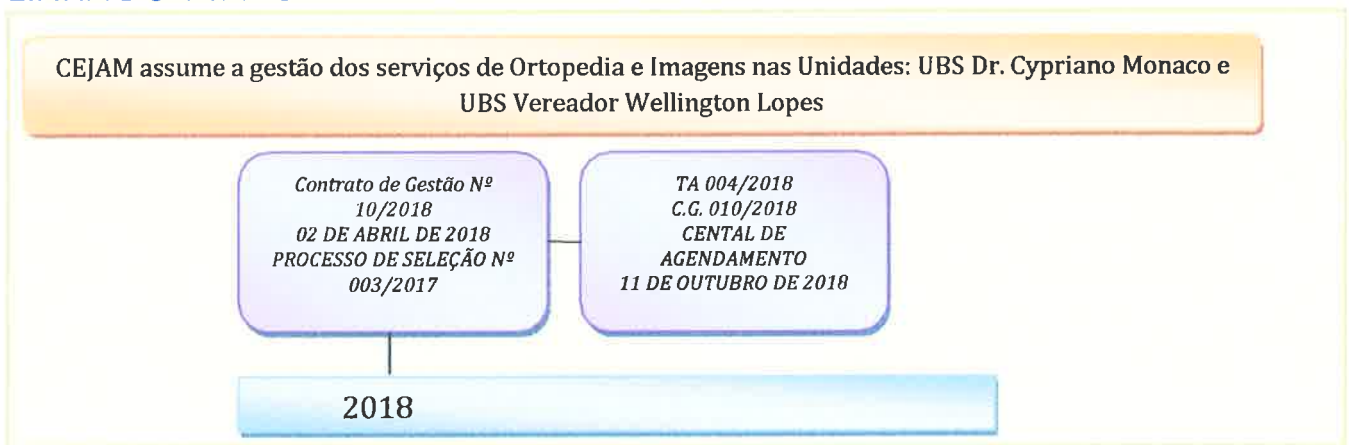 CEJAM assume a gestão dos serviços de Ortopedia e Imagens nas Unidades: UBS Dr. Cypriano Monaco e
UBS Vereador Wellington Lopes
Contrato de Gestão Nº
10/2018
02 DE ABRIL DE 2018
PROCESSO DE SELEÇÃO Nº
003/2017
TA 004/2018
C.G. 010/2018
CENTAL DE
AGENDAMENTO
11 DE OUTUBRO DE 2018
2018